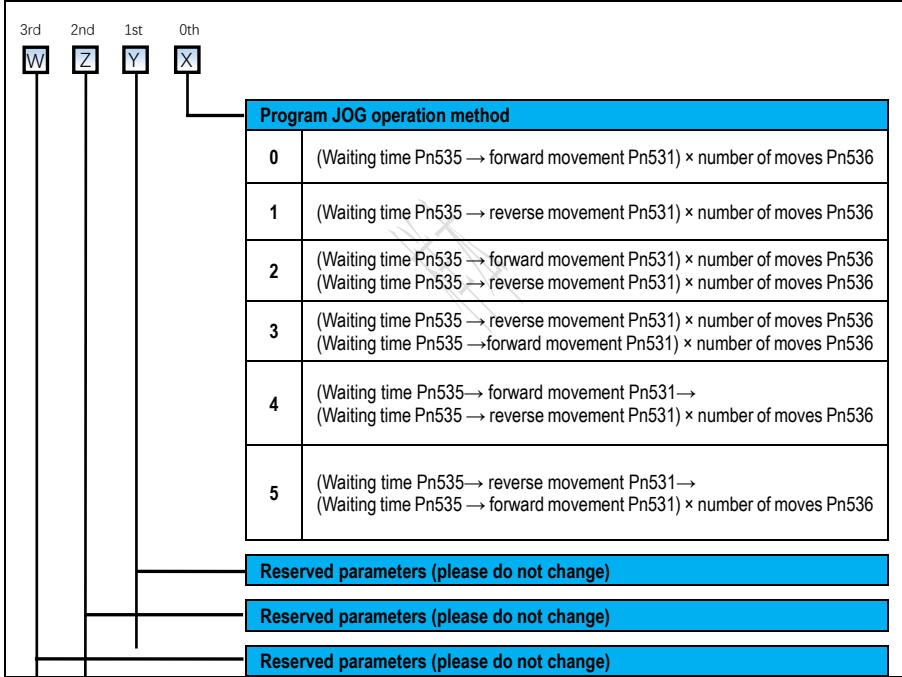 3rd 2nd 1st 0th
W Z Y X
Program JOG operation method
0 (Waiting time Pn535 → forward movement Pn531) × number of moves Pn536
1 (Waiting time Pn535 → reverse movement Pn531) × number of moves Pn536
2 (Waiting time Pn535 → forward movement Pn531) × number of moves Pn536
(Waiting time Pn535 → reverse movement Pn531) × number of moves Pn536
3 (Waiting time Pn535 → reverse movement Pn531) × number of moves Pn536
(Waiting time Pn535 →forward movement Pn531) × number of moves Pn536
4 (Waiting time Pn535→ forward movement Pn531→
(Waiting time Pn535 → reverse movement Pn531) × number of moves Pn536
5 (Waiting time Pn535→ reverse movement Pn531→
(Waiting time Pn535 → forward movement Pn531) × number of moves Pn536
Reserved parameters (please do not change)
Reserved parameters (please do not change)
Reserved parameters (please do not change)